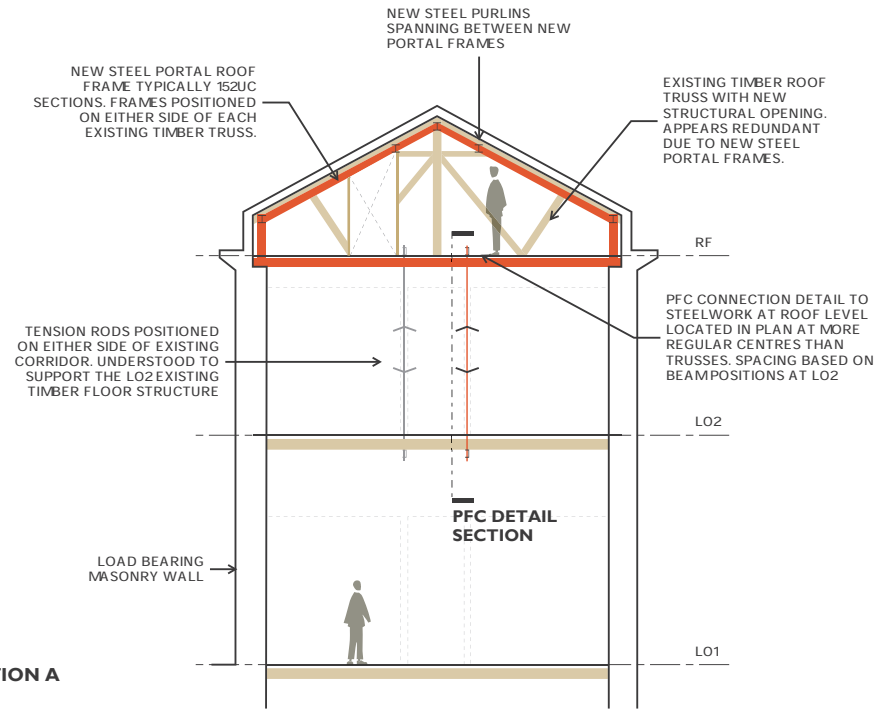 NEW STEEL PURLINS
SPANNING BETWEEN NEW
PORTAL FRAMES
NEW STEEL PORTAL ROOF
FRAME TYPICALLY 152UC
SECTIONS. FRAMES POSITIONED
ON EITHER SIDE OF EACH
EXISTING TIMBER TRUSS.
EXISTING TIMBER ROOF
TRUSS WITH NEW
STRUCTURAL OPENING.
APPEARS REDUNDANT
DUE TO NEW STEEL
PORTAL FRAMES.
RF
PFC CONNECTION DETAIL TO
STEELWORK AT ROOF LEVEL
LOCATED IN PLAN AT MORE
REGULAR CENTRES THAN
TRUSSES. SPACING BASED ON
BEAM POSITIONS AT L02
TENSION RODS POSITIONED
ON EITHER SIDE OF EXISTING
CORRIDOR. UNDERSTOOD TO
SUPPORT THE L02 EXISTING
TIMBER FLOOR STRUCTURE
L02
PFC DETAIL
SECTION
LOAD BEARING
MASONRY WALL
L01
TION A